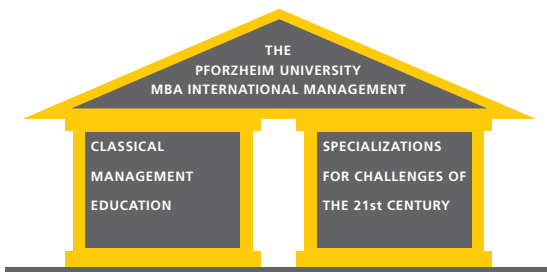 THE
PFORZHEIM UNIVERSITY
MBA INTERNATIONAL MANAGEMENT
CLASSICAL
MANAGEMENT
EDUCATION
SPECIALIZATIONS
FOR CHALLENGES OF
THE 21st CENTURY